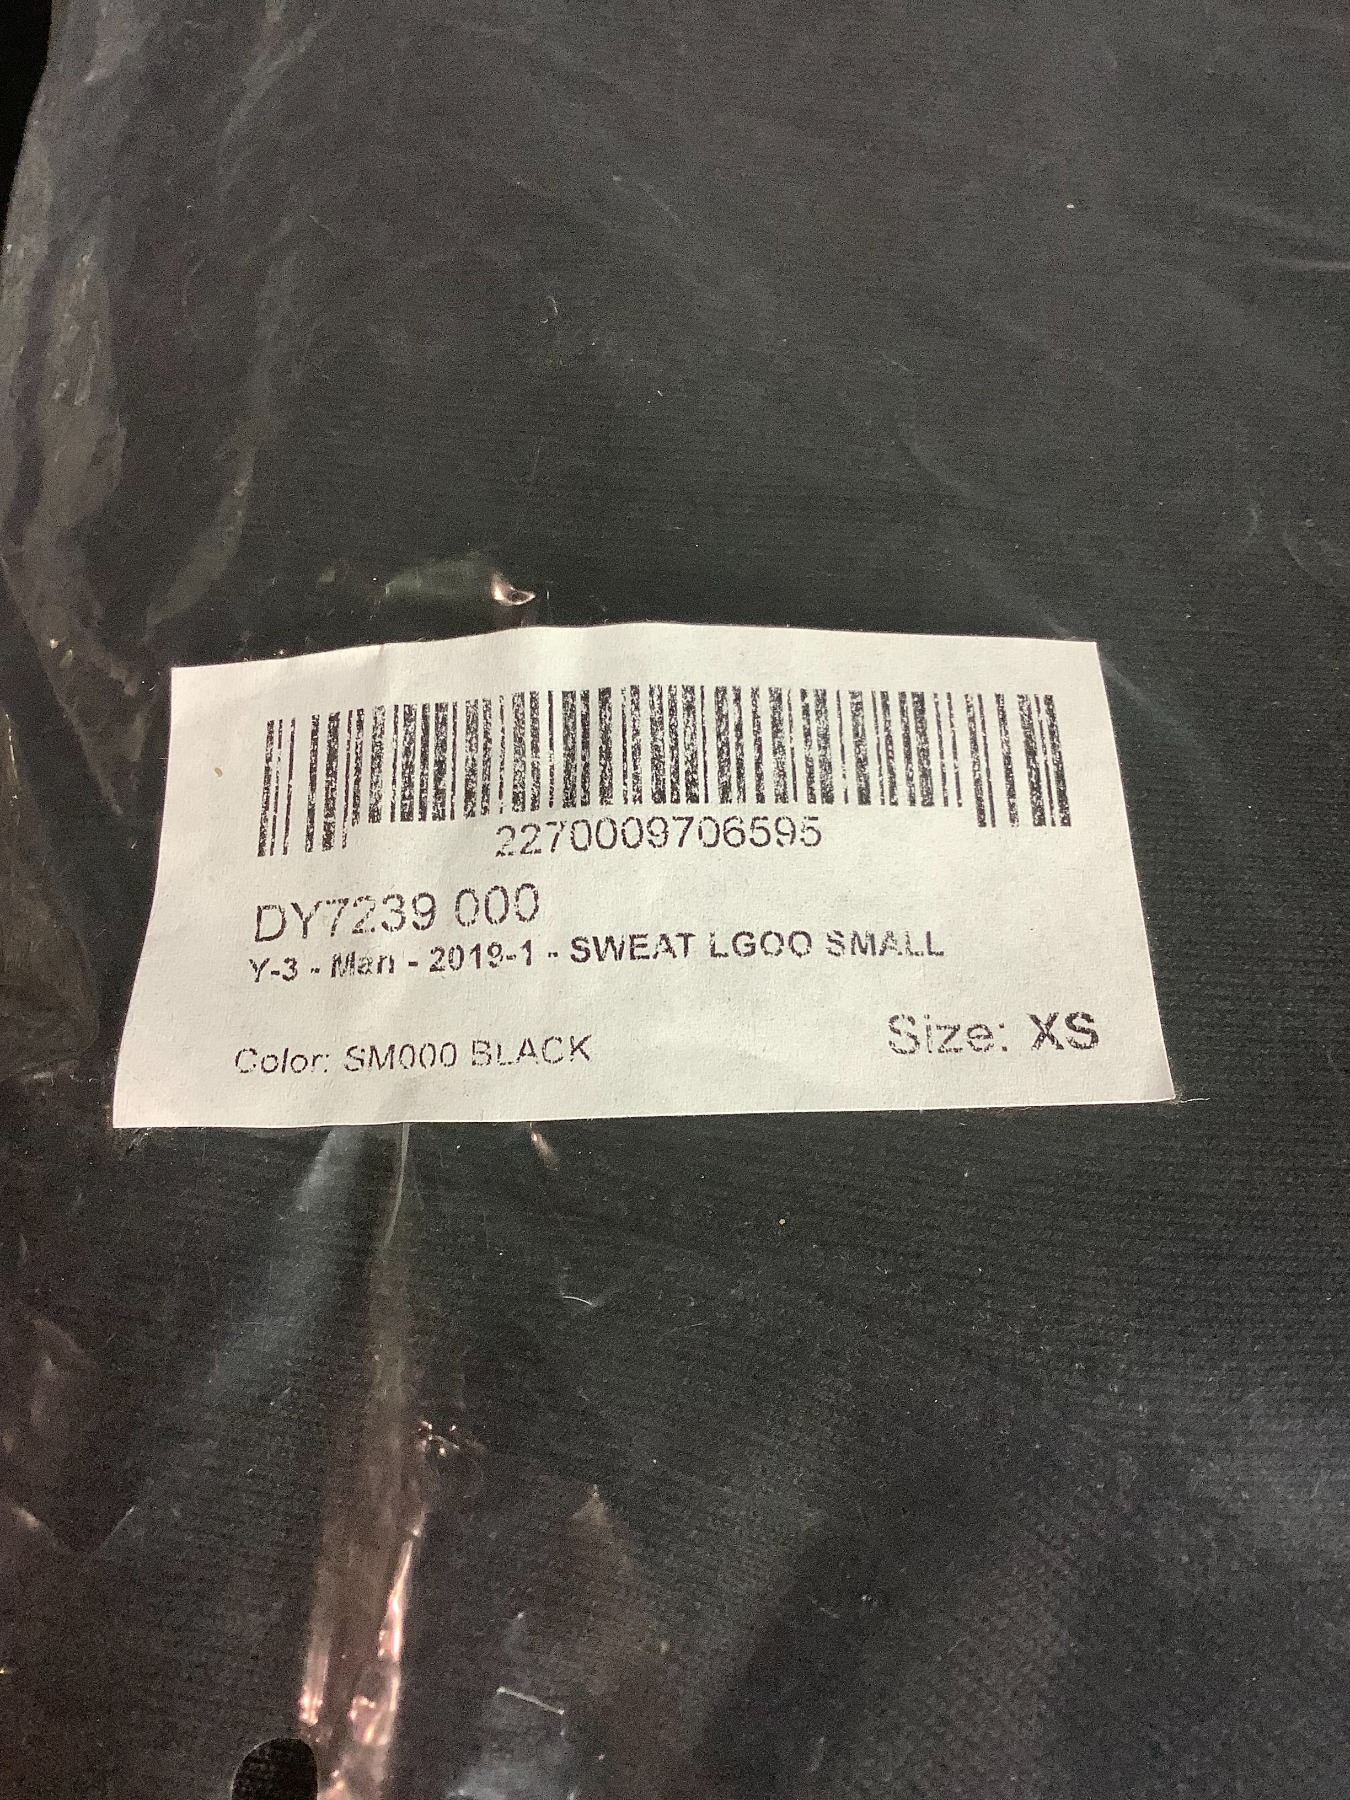 2270009706595
DY7239 000
Y-3 - Man - 2019-1 - SWEAT LGOO SMALL
Color: SM000 BLACK
Size: XS